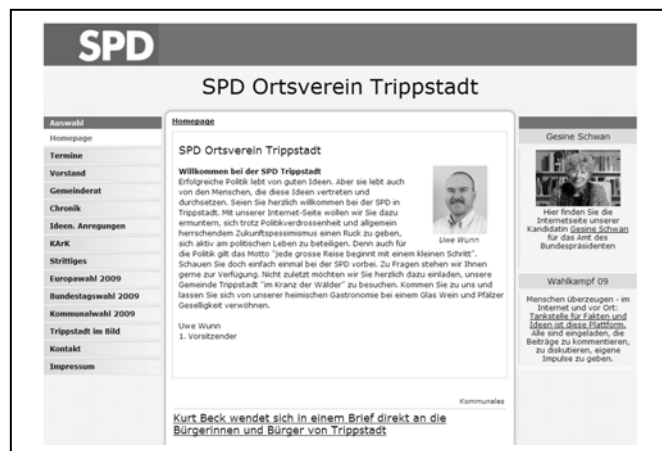 SPD
SPD Ortsverein Trippstadt
Auswahl
Homepage
Termine
Vorstand
Gemeinderat
Chronik
Ideen. Anregungen
KArK
Strittiges
Europawahl 2009
Bundestagswahl 2009
Kommunalwahl 2009
Trippstadt im Bild
Kontakt
Impressum
Homepage
SPD Ortsverein Trippstadt
Willkommen bei der SPD Trippstadt
Erfolgreiche Politik lebt von guten Ideen. Aber sie lebt auch
von den Menschen, die diese Ideen vertreten und
durchsetzen. Seien Sie herzlich willkommen bei der SPD in
Trippstadt. Mit unserer Internet-Seite wollen wir Sie dazu
ermuntern, sich trotz Politikverdrossenheit und allgemein
herrschendem Zukunftspessimismus einen Ruck zu geben,
sich aktiv am politischen Leben zu beteiligen. Denn auch für
die Politik gilt das Motto "jede grosse Reise beginnt mit einem kleinen Schritt".
Schauen Sie doch einfach einmal bei der SPD vorbei. Zu Fragen stehen wir Ihnen
gerne zur Verfügung. Nicht zuletzt möchten wir Sie herzlich dazu einladen, unsere
Gemeinde Trippstadt "im Kranz der Wälder" zu besuchen. Kommen Sie zu uns und
lassen Sie sich von unserer heimischen Gastronomie bei einem Glas Wein und Pfälzer
Geselligkeit verwöhnen.
Uwe Wunn
1. Vorsitzender
Uwe Wunn
Kommunales
Kurt Beck wendet sich in einem Brief direkt an die
Bürgerinnen und Bürger von Trippstadt
Gesine Schwan
Hier finden Sie die
Internetseite unserer
Kandidatin Gesine Schwan
für das Amt des
Bundespräsidenten
Wahlkampf 09
Menschen überzeugen - im
Internet und vor Ort:
Tankstelle für Fakten und
Ideen ist diese Plattform.
Alle sind eingeladen, die
Beiträge zu kommentieren,
zu diskutieren, eigene
Impulse zu geben.